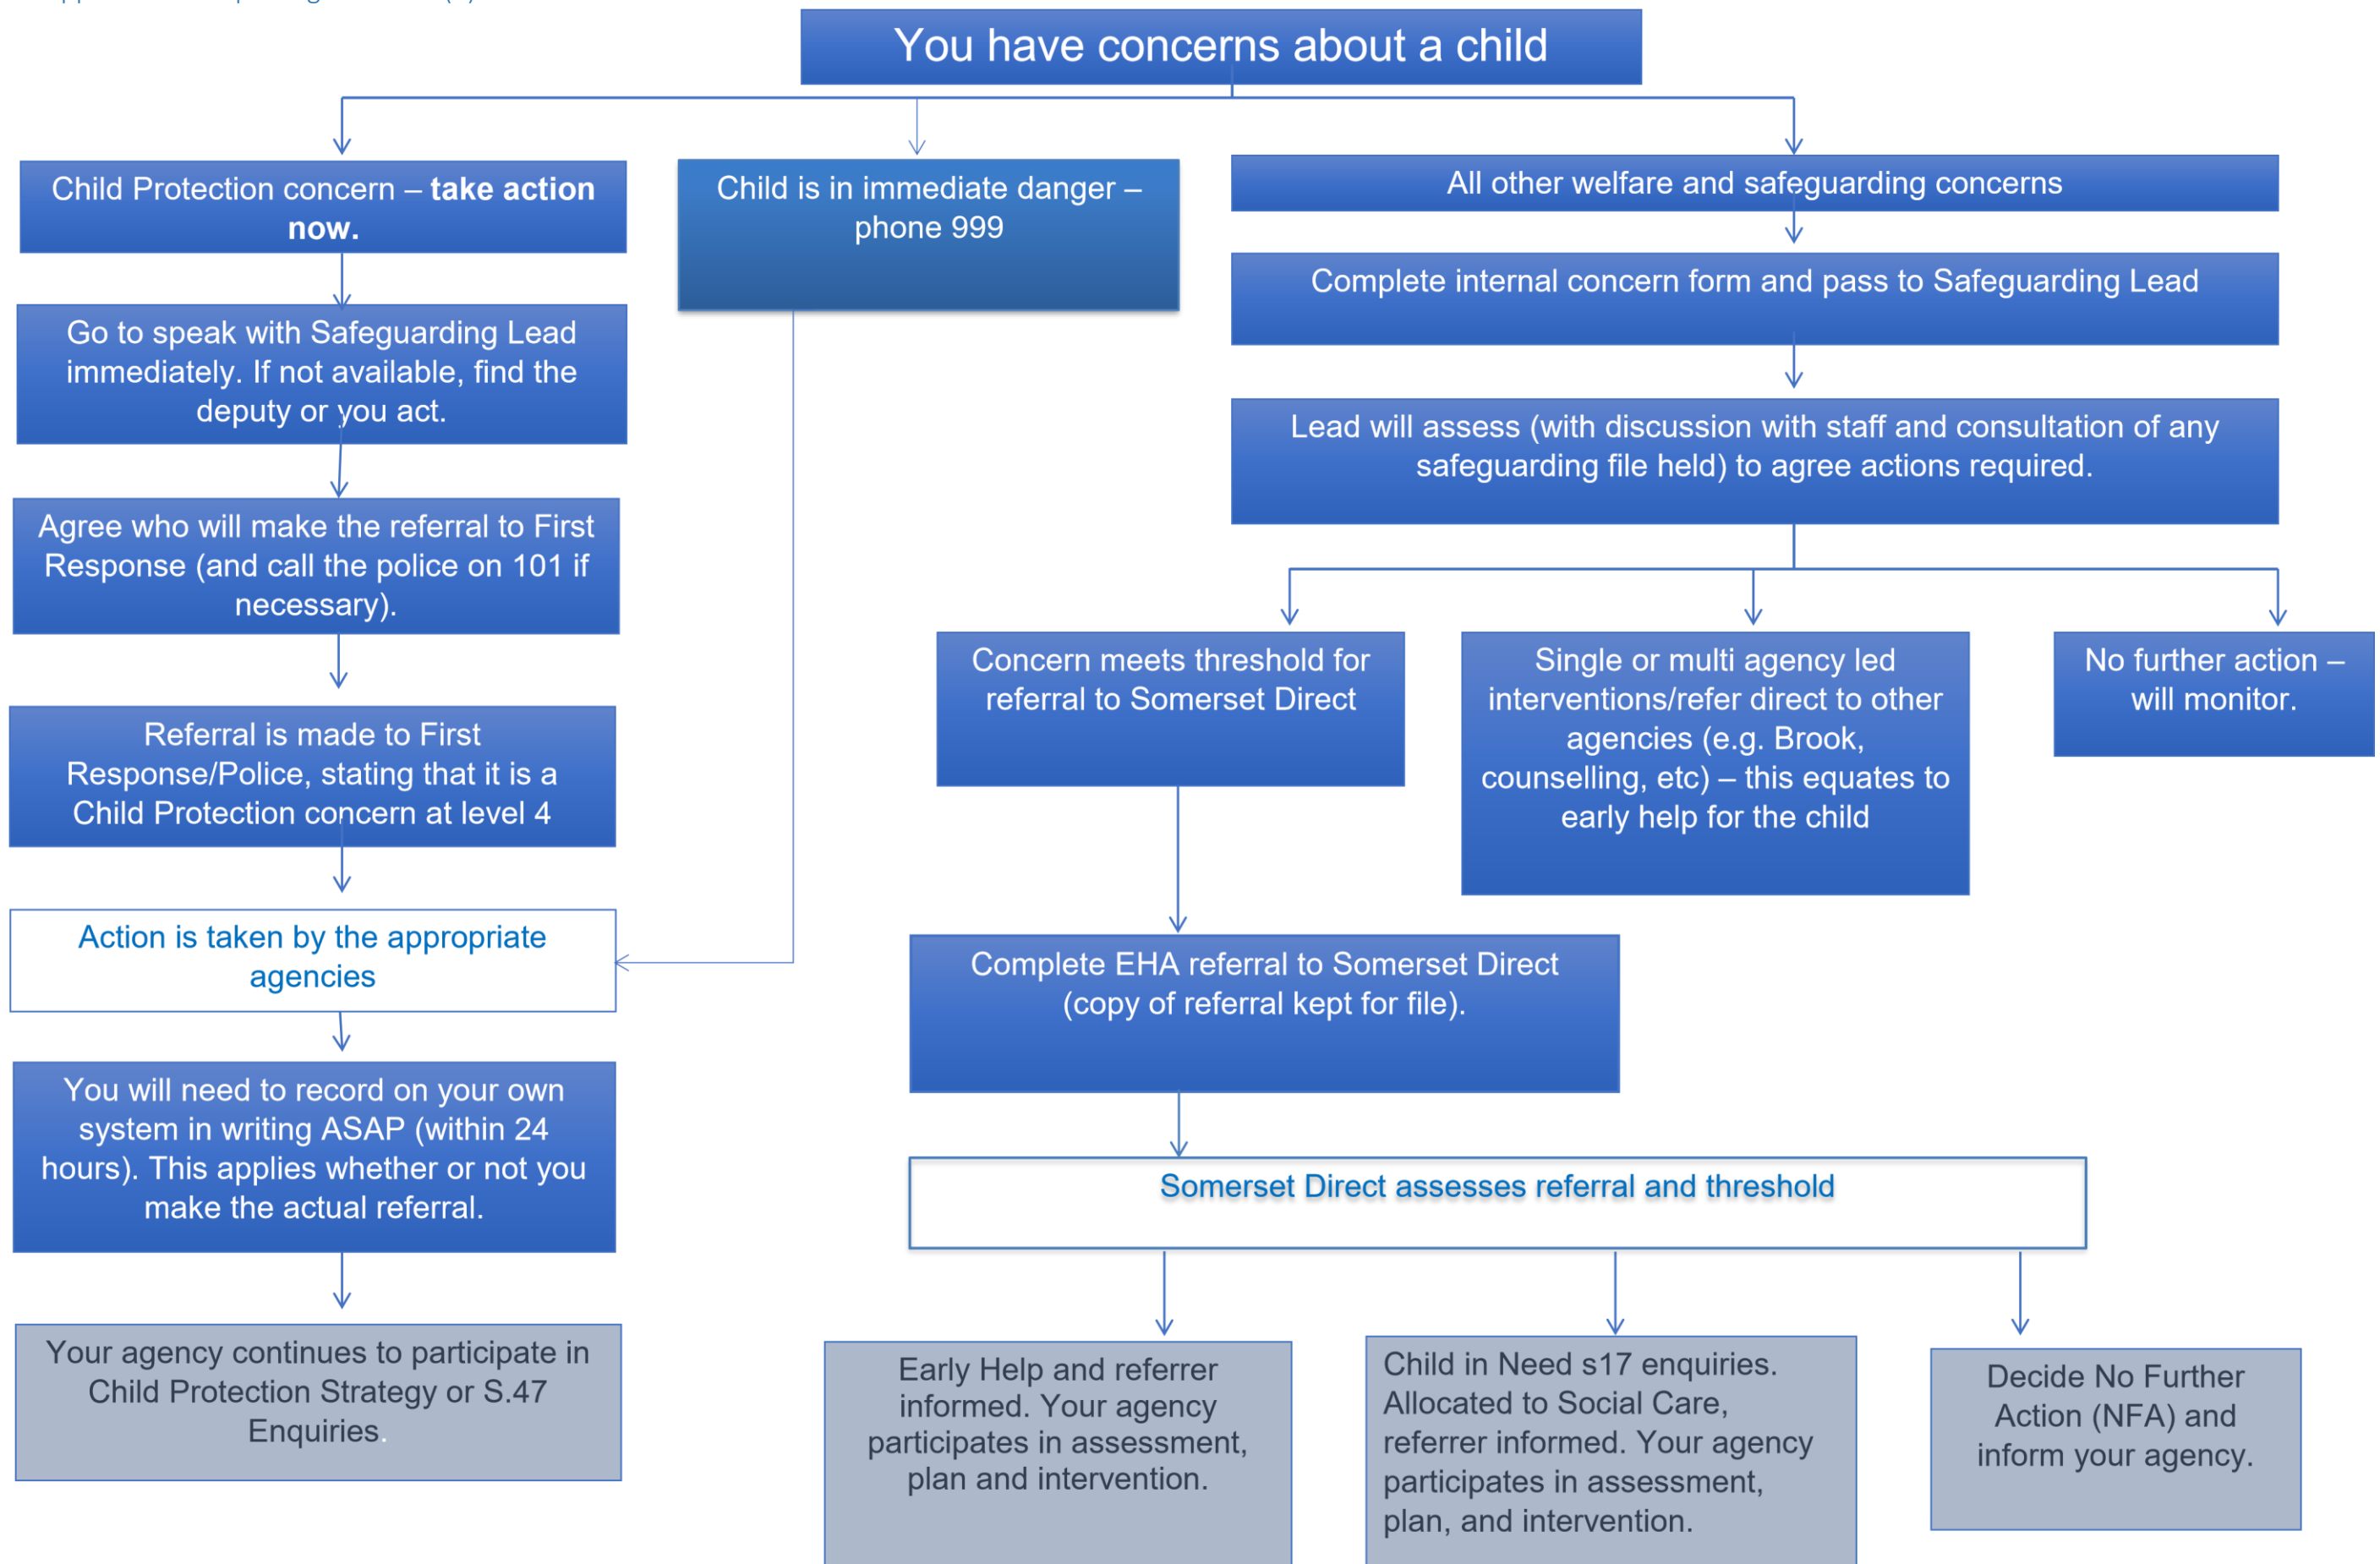 You have concerns about a child
Child Protection concern – take action
now.
Go to speak with Safeguarding Lead
immediately. If not available, find the
deputy or you act.
Agree who will make the referral to First
Response (and call the police on 101 if
necessary).
Referral is made to First
Response/Police, stating that it is a
Child Protection concern at level 4
Action is taken by the appropriate
agencies
You will need to record on your own
system in writing ASAP (within 24
hours). This applies whether or not you
make the actual referral.
Your agency continues to participate in
Child Protection Strategy or S.47
Enquiries.
Child is in immediate danger –
phone 999
All other welfare and safeguarding concerns
Complete internal concern form and pass to Safeguarding Lead
Lead will assess (with discussion with staff and consultation of any
safeguarding file held) to agree actions required.
Concern meets threshold for
referral to Somerset Direct
Single or multi agency led
interventions/refer direct to other
agencies (e.g. Brook,
counselling, etc) – this equates to
early help for the child
No further action –
will monitor.
Complete EHA referral to Somerset Direct
(copy of referral kept for file).
Somerset Direct assesses referral and threshold
Early Help and referrer
informed. Your agency
participates in assessment,
plan and intervention.
Child in Need s17 enquiries.
Allocated to Social Care,
referrer informed. Your agency
participates in assessment,
plan, and intervention.
Decide No Further
Action (NFA) and
inform your agency.